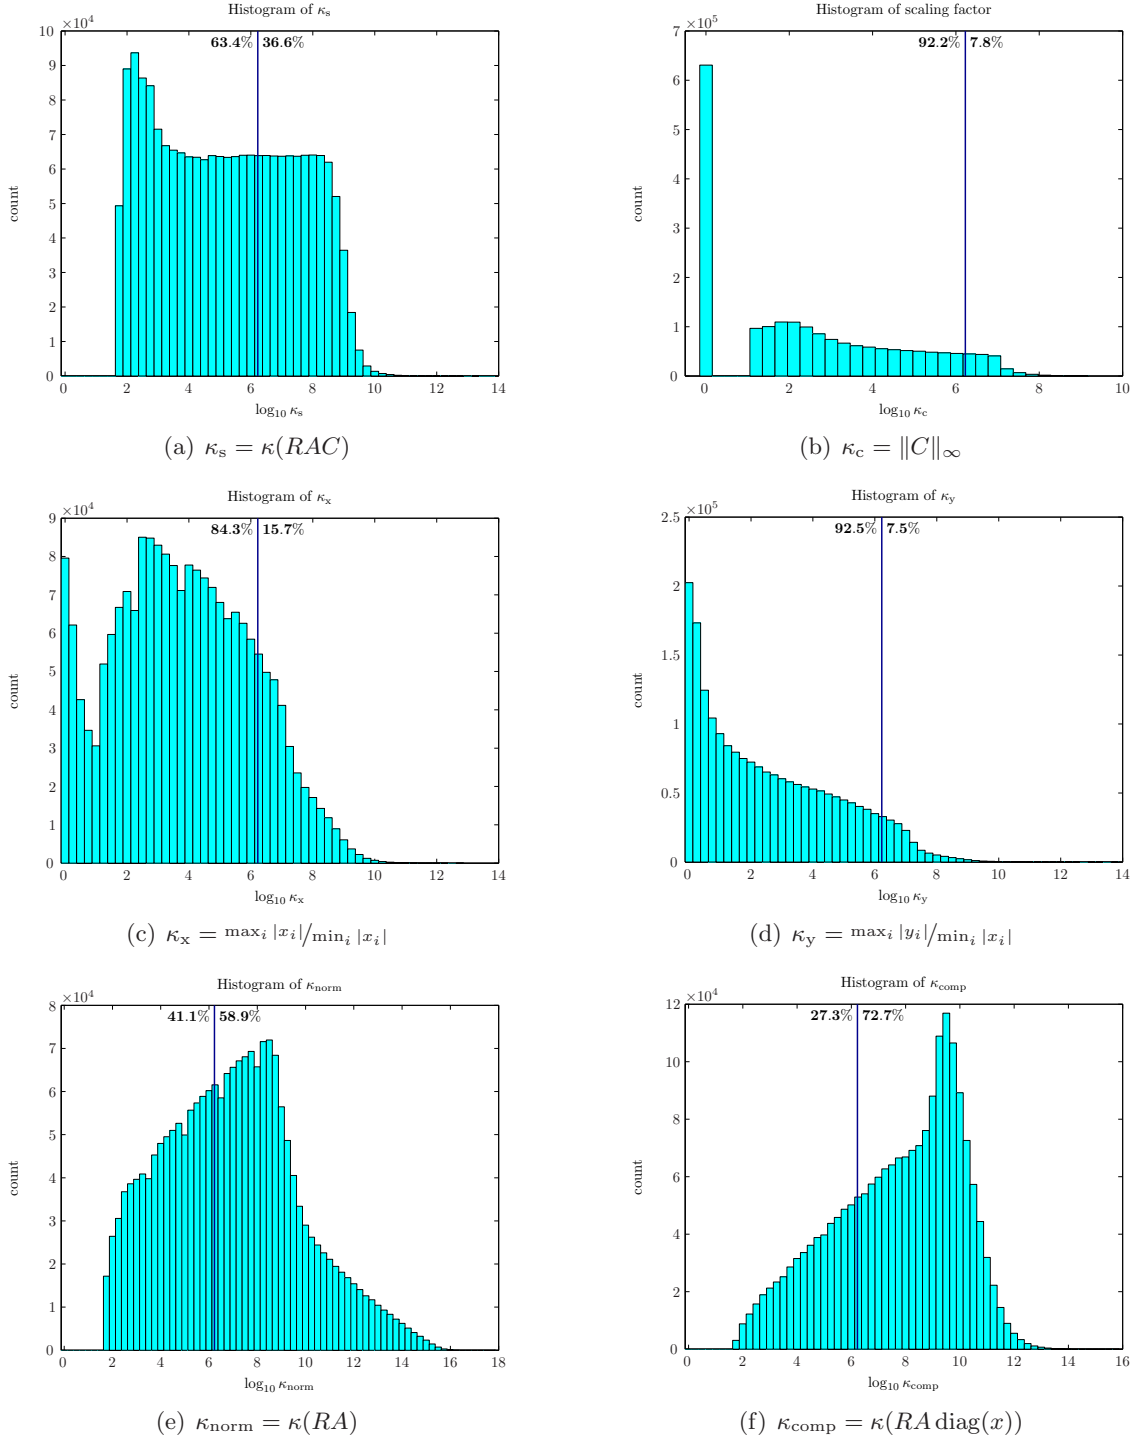 Histogram of κs
×10^4
63.4% 36.6%
10
9
8
7
6
5
4
3
2
1
0
count
0 2 4 6 8 10 12 14
log10 κs
(a) κs = κ(RAC)
Histogram of scaling factor
×10^5
92.2% 7.8%
7
6
5
4
3
2
1
0
count
0 2 4 6 8 10
log10 κc
(b) κc = ‖C‖∞
Histogram of κx
×10^4
84.3% 15.7%
9
8
7
6
5
4
3
2
1
0
count
0 2 4 6 8 10 12 14
log10 κx
(c) κx = maxi |xi|/mini |xi|
Histogram of κy
×10^5
92.5% 7.5%
2.5
2
1.5
1
0.5
0
count
0 2 4 6 8 10 12 14
log10 κy
(d) κy = maxi |yi|/mini |xi|
Histogram of κnorm
×10^4
41.1% 58.9%
8
7
6
5
4
3
2
1
0
count
0 2 4 6 8 10 12 14 16 18
log10 κnorm
(e) κnorm = κ(RA)
Histogram of κcomp
×10^4
27.3% 72.7%
12
10
8
6
4
2
0
count
0 2 4 6 8 10 12 14 16
log10 κcomp
(f) κcomp = κ(RA diag(x))